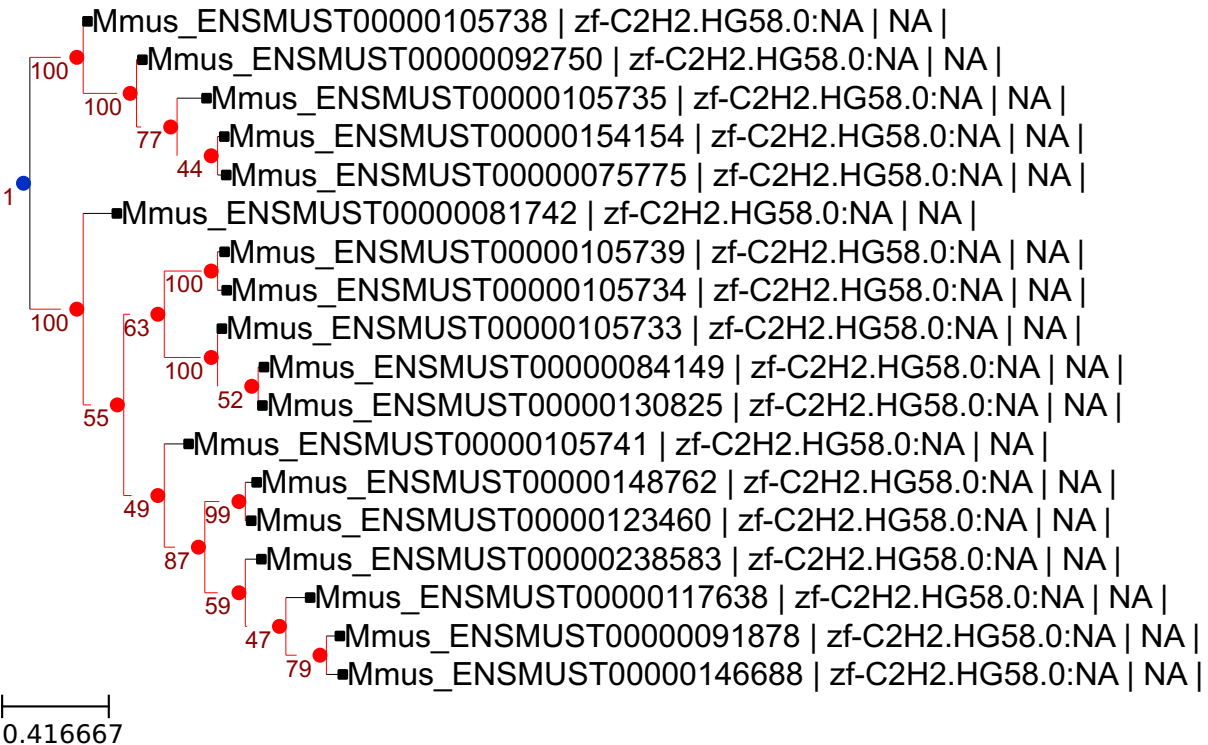 Mmus_ENSMUST00000105738 | zf-C2H2.HG58.0:NA | NA |
100
Mmus_ENSMUST00000092750 | zf-C2H2.HG58.0:NA | NA |
100
Mmus_ENSMUST00000105735 | zf-C2H2.HG58.0:NA | NA |
77
Mmus_ENSMUST00000154154 | zf-C2H2.HG58.0:NA | NA |
44
Mmus_ENSMUST00000075775 | zf-C2H2.HG58.0:NA | NA |
1
Mmus_ENSMUST00000081742 | zf-C2H2.HG58.0:NA | NA |
Mmus_ENSMUST00000105739 | zf-C2H2.HG58.0:NA | NA |
100
Mmus_ENSMUST00000105734 | zf-C2H2.HG58.0:NA | NA |
100
63
Mmus_ENSMUST00000105733 | zf-C2H2.HG58.0:NA | NA |
100
Mmus_ENSMUST00000084149 | zf-C2H2.HG58.0:NA | NA |
52
Mmus_ENSMUST00000130825 | zf-C2H2.HG58.0:NA | NA |
55
Mmus_ENSMUST00000105741 | zf-C2H2.HG58.0:NA | NA |
Mmus_ENSMUST00000148762 | zf-C2H2.HG58.0:NA | NA |
49
99
Mmus_ENSMUST00000123460 | zf-C2H2.HG58.0:NA | NA |
87
Mmus_ENSMUST00000238583 | zf-C2H2.HG58.0:NA | NA |
59
Mmus_ENSMUST00000117638 | zf-C2H2.HG58.0:NA | NA |
47
Mmus_ENSMUST00000091878 | zf-C2H2.HG58.0:NA | NA |
79
Mmus_ENSMUST00000146688 | zf-C2H2.HG58.0:NA | NA |
0.416667